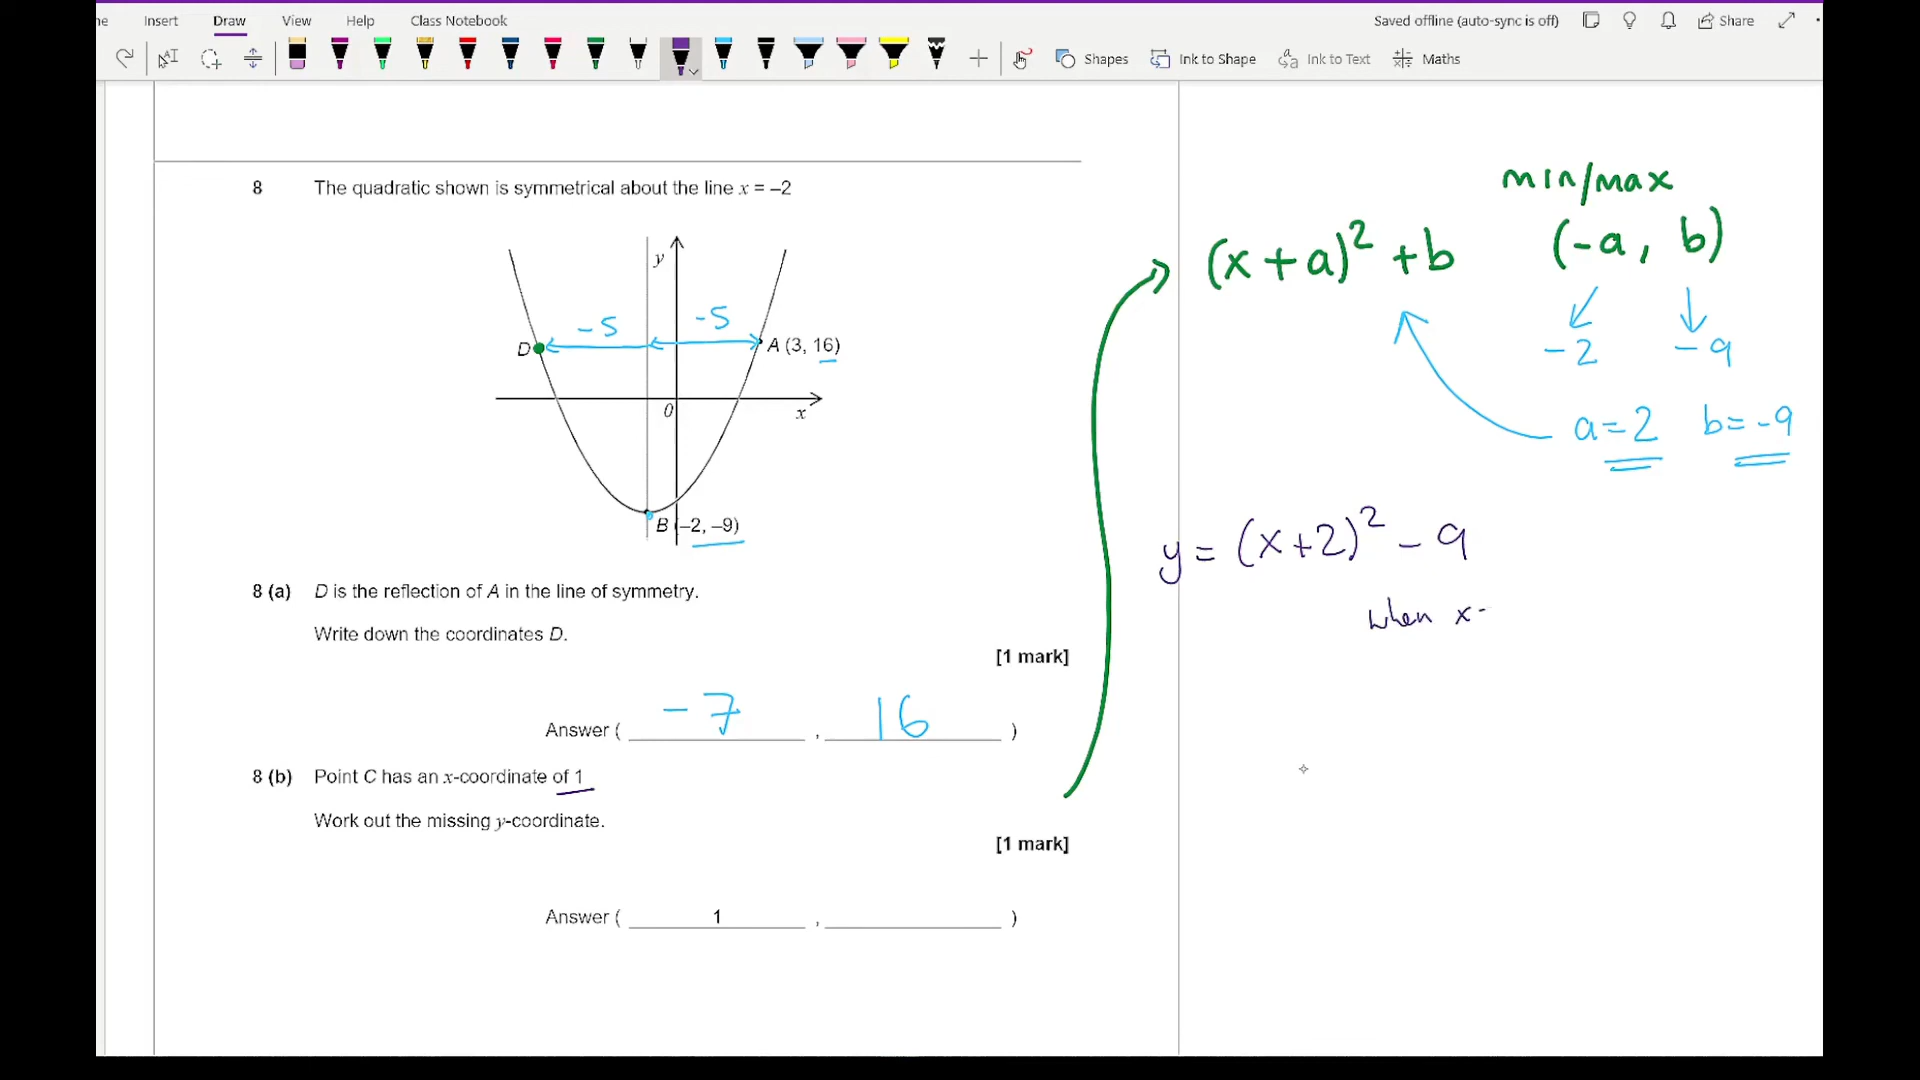 ne Insert Draw View Help Class Notebook Saved offline (auto-sync is off) Share
Shapes Ink to Shape Ink to Text Maths
8 The quadratic shown is symmetrical about the line x = –2
y
-5 -5
D A (3, 16)
0 x
B (–2, –9)
8 (a) D is the reflection of A in the line of symmetry.
Write down the coordinates D.
[1 mark]
Answer ( -7 , 16 )
8 (b) Point C has an x-coordinate of 1
Work out the missing y-coordinate.
[1 mark]
Answer ( 1 , )
min/max
(x+a)² +b (-a, b)
-2 -9
a=2 b=-9
y = (x+2)² - 9
when x-